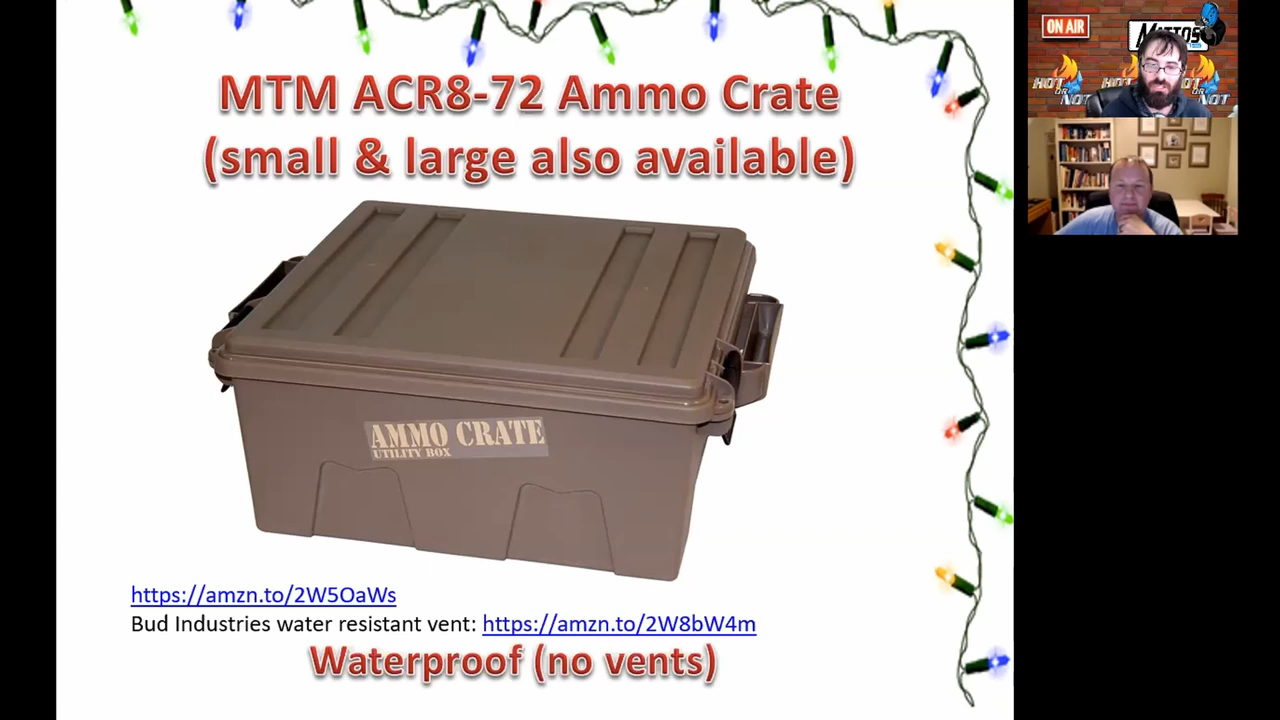 MTM ACR8-72 Ammo Crate
(small & large also available)
AMMO CRATE
UTILITY BOX
https://amzn.to/2W5OaWs
Bud Industries water resistant vent: https://amzn.to/2W8bW4m
Waterproof (no vents)
ON AIR
HOT
OR
NOT